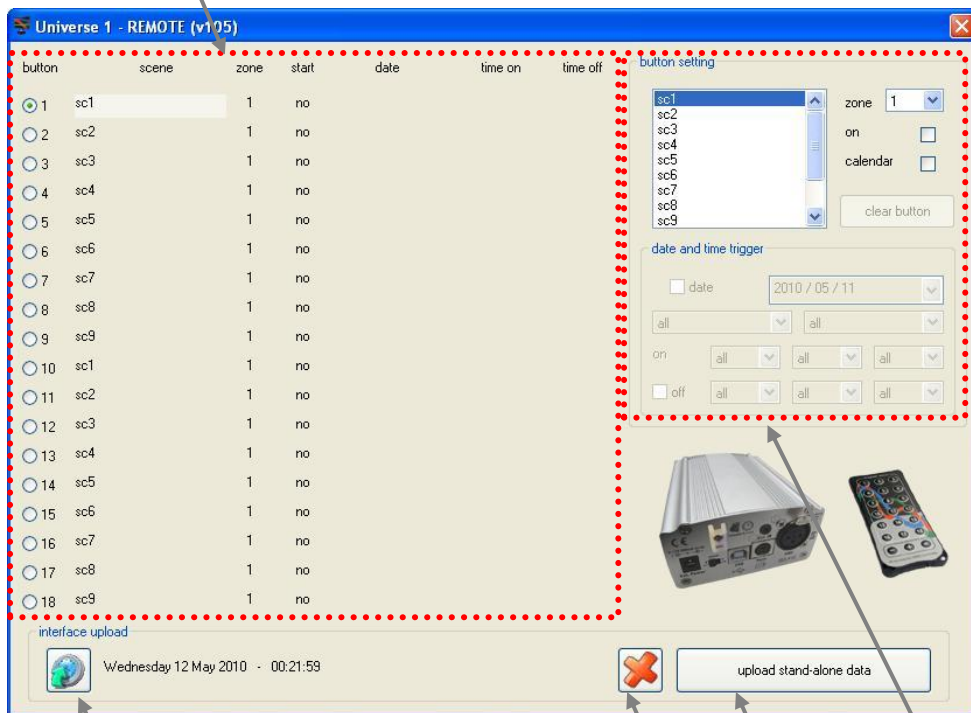 Universe 1 - REMOTE (v105)
button scene zone start date time on time off
1 sc1 1 no
2 sc2 1 no
3 sc3 1 no
4 sc4 1 no
5 sc5 1 no
6 sc6 1 no
7 sc7 1 no
8 sc8 1 no
9 sc9 1 no
10 sc1 1 no
11 sc2 1 no
12 sc3 1 no
13 sc4 1 no
14 sc5 1 no
15 sc6 1 no
16 sc7 1 no
17 sc8 1 no
18 sc9 1 no
button setting
sc1
sc2
sc3
sc4
sc5
sc6
sc7
sc8
sc9
zone 1
on
calendar
clear button
date and time trigger
date 2010 / 05 / 11
all all
on all all all
off all all all
interface upload
Wednesday 12 May 2010 - 00:21:59
upload stand-alone data